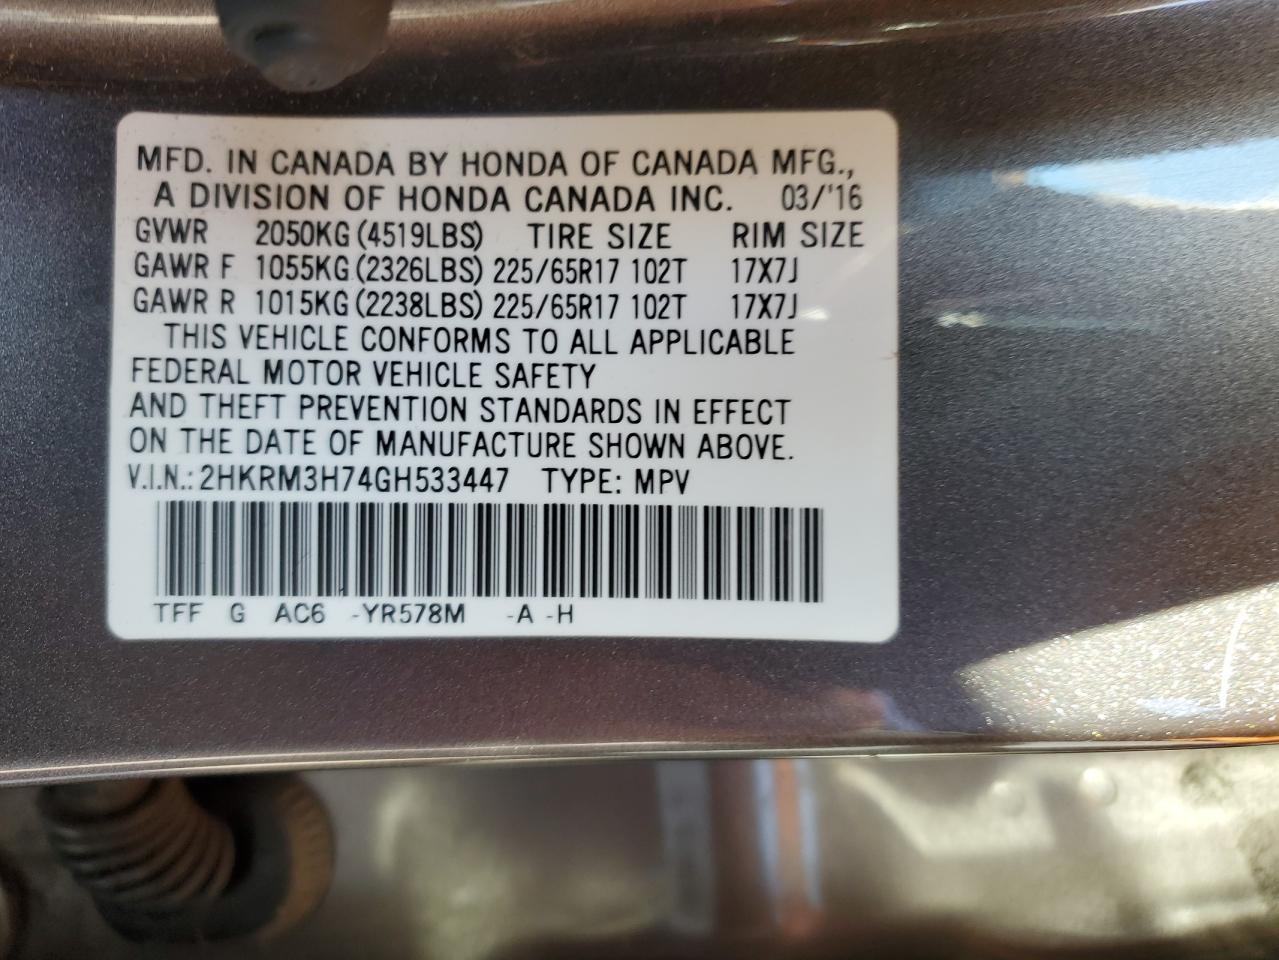 MFD. IN CANADA BY HONDA OF CANADA MFG.,
A DIVISION OF HONDA CANADA INC. 03/'16
GVWR 2050KG (4519LBS) TIRE SIZE RIM SIZE
GAWR F 1055KG (2326LBS) 225/65R17 102T 17X7J
GAWR R 1015KG (2238LBS) 225/65R17 102T 17X7J
THIS VEHICLE CONFORMS TO ALL APPLICABLE
FEDERAL MOTOR VEHICLE SAFETY
AND THEFT PREVENTION STANDARDS IN EFFECT
ON THE DATE OF MANUFACTURE SHOWN ABOVE.
V.I.N.: 2HKRM3H74GH533447 TYPE: MPV
TFF G AC6 -YR578M -A -H